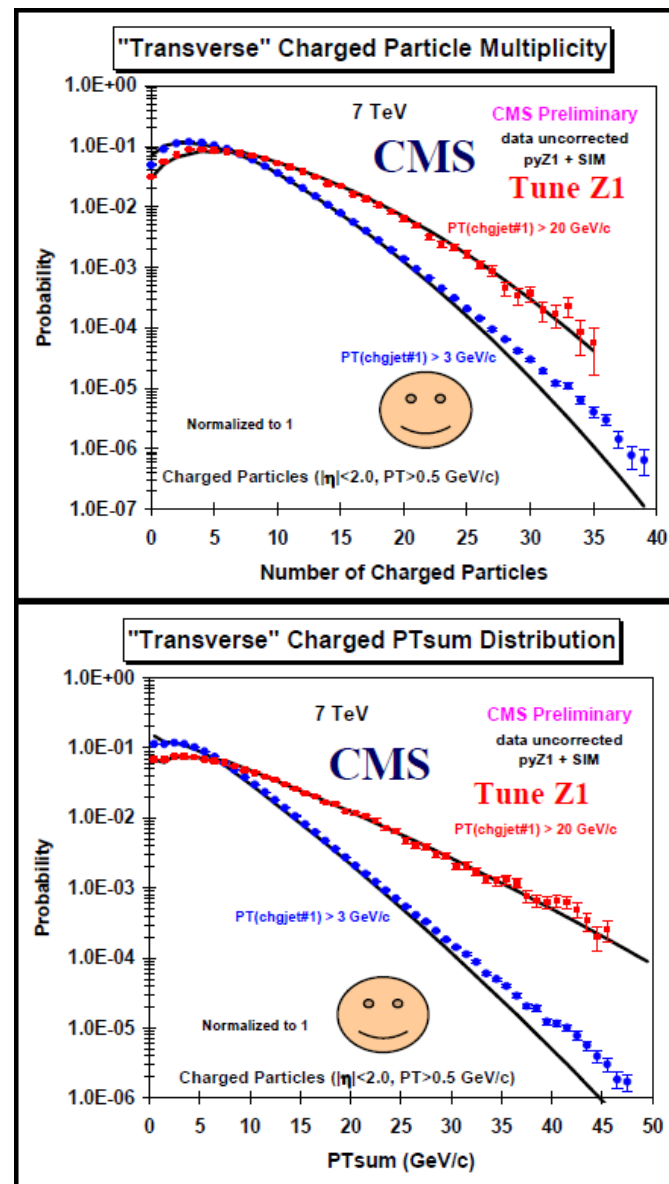 "Transverse" Charged Particle Multiplicity
1.0E+00
1.0E-01
1.0E-02
1.0E-03
1.0E-04
1.0E-05
1.0E-06
1.0E-07
Probability
7 TeV
CMS
CMS Preliminary
data uncorrected
pyZ1 + SIM
Tune Z1
PT(chgjet#1) > 20 GeV/c
PT(chgjet#1) > 3 GeV/c
Normalized to 1
Charged Particles (|η|<2.0, PT>0.5 GeV/c)
0 5 10 15 20 25 30 35 40
Number of Charged Particles
"Transverse" Charged PTsum Distribution
1.0E+00
1.0E-01
1.0E-02
1.0E-03
1.0E-04
1.0E-05
1.0E-06
Probability
7 TeV
CMS
CMS Preliminary
data uncorrected
pyZ1 + SIM
Tune Z1
PT(chgjet#1) > 20 GeV/c
PT(chgjet#1) > 3 GeV/c
Normalized to 1
Charged Particles (|η|<2.0, PT>0.5 GeV/c)
0 5 10 15 20 25 30 35 40 45 50
PTsum (GeV/c)